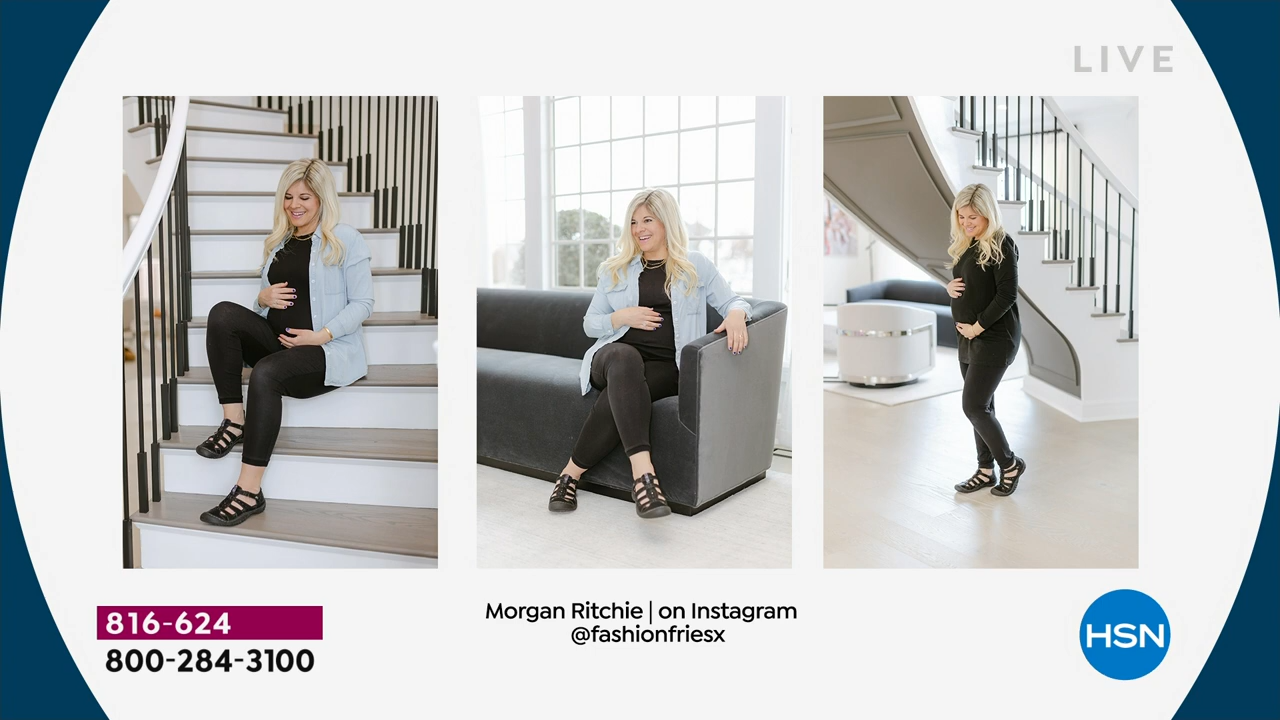 LIVE
816-624
800-284-3100
Morgan Ritchie | on Instagram
@fashionfriesx
HSN